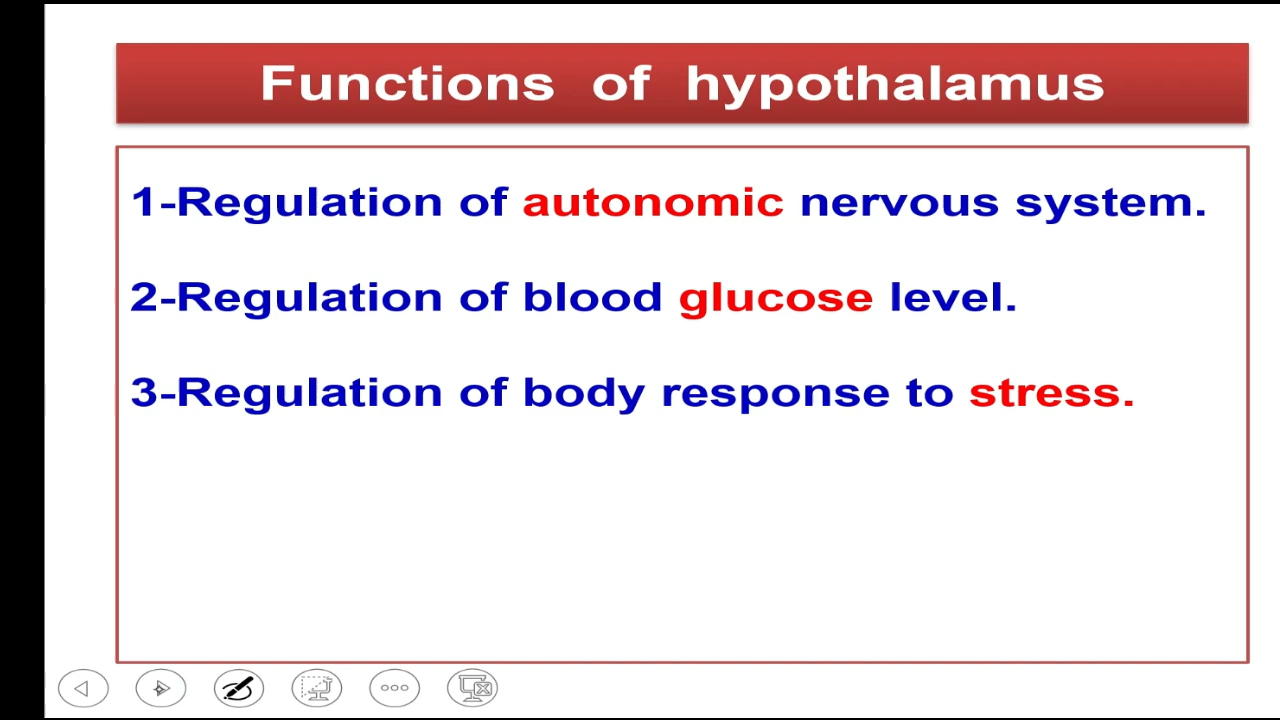 Functions of hypothalamus
1-Regulation of autonomic nervous system.
2-Regulation of blood glucose level.
3-Regulation of body response to stress.